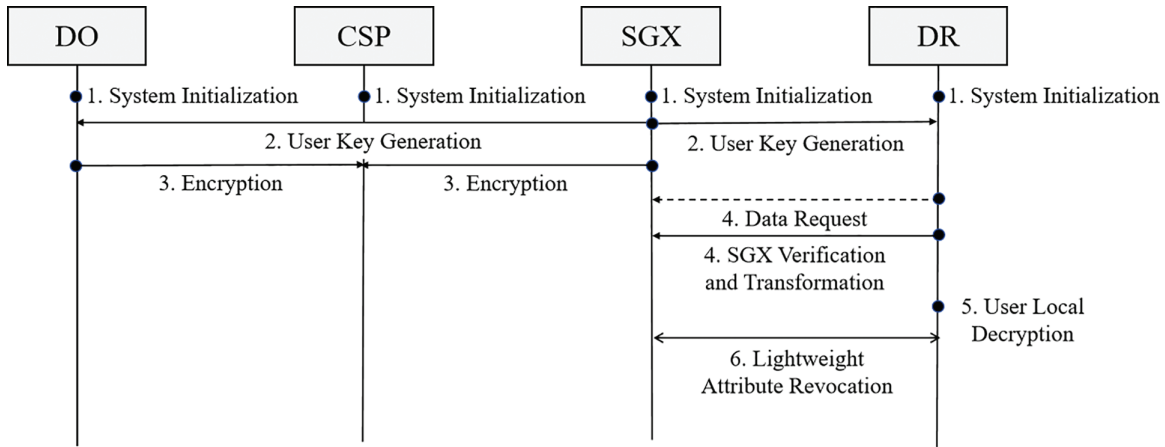 DO
CSP
SGX
DR
1. System Initialization
1. System Initialization
1. System Initialization
1. System Initialization
2. User Key Generation
2. User Key Generation
3. Encryption
3. Encryption
4. Data Request
4. SGX Verification
and Transformation
5. User Local
Decryption
6. Lightweight
Attribute Revocation